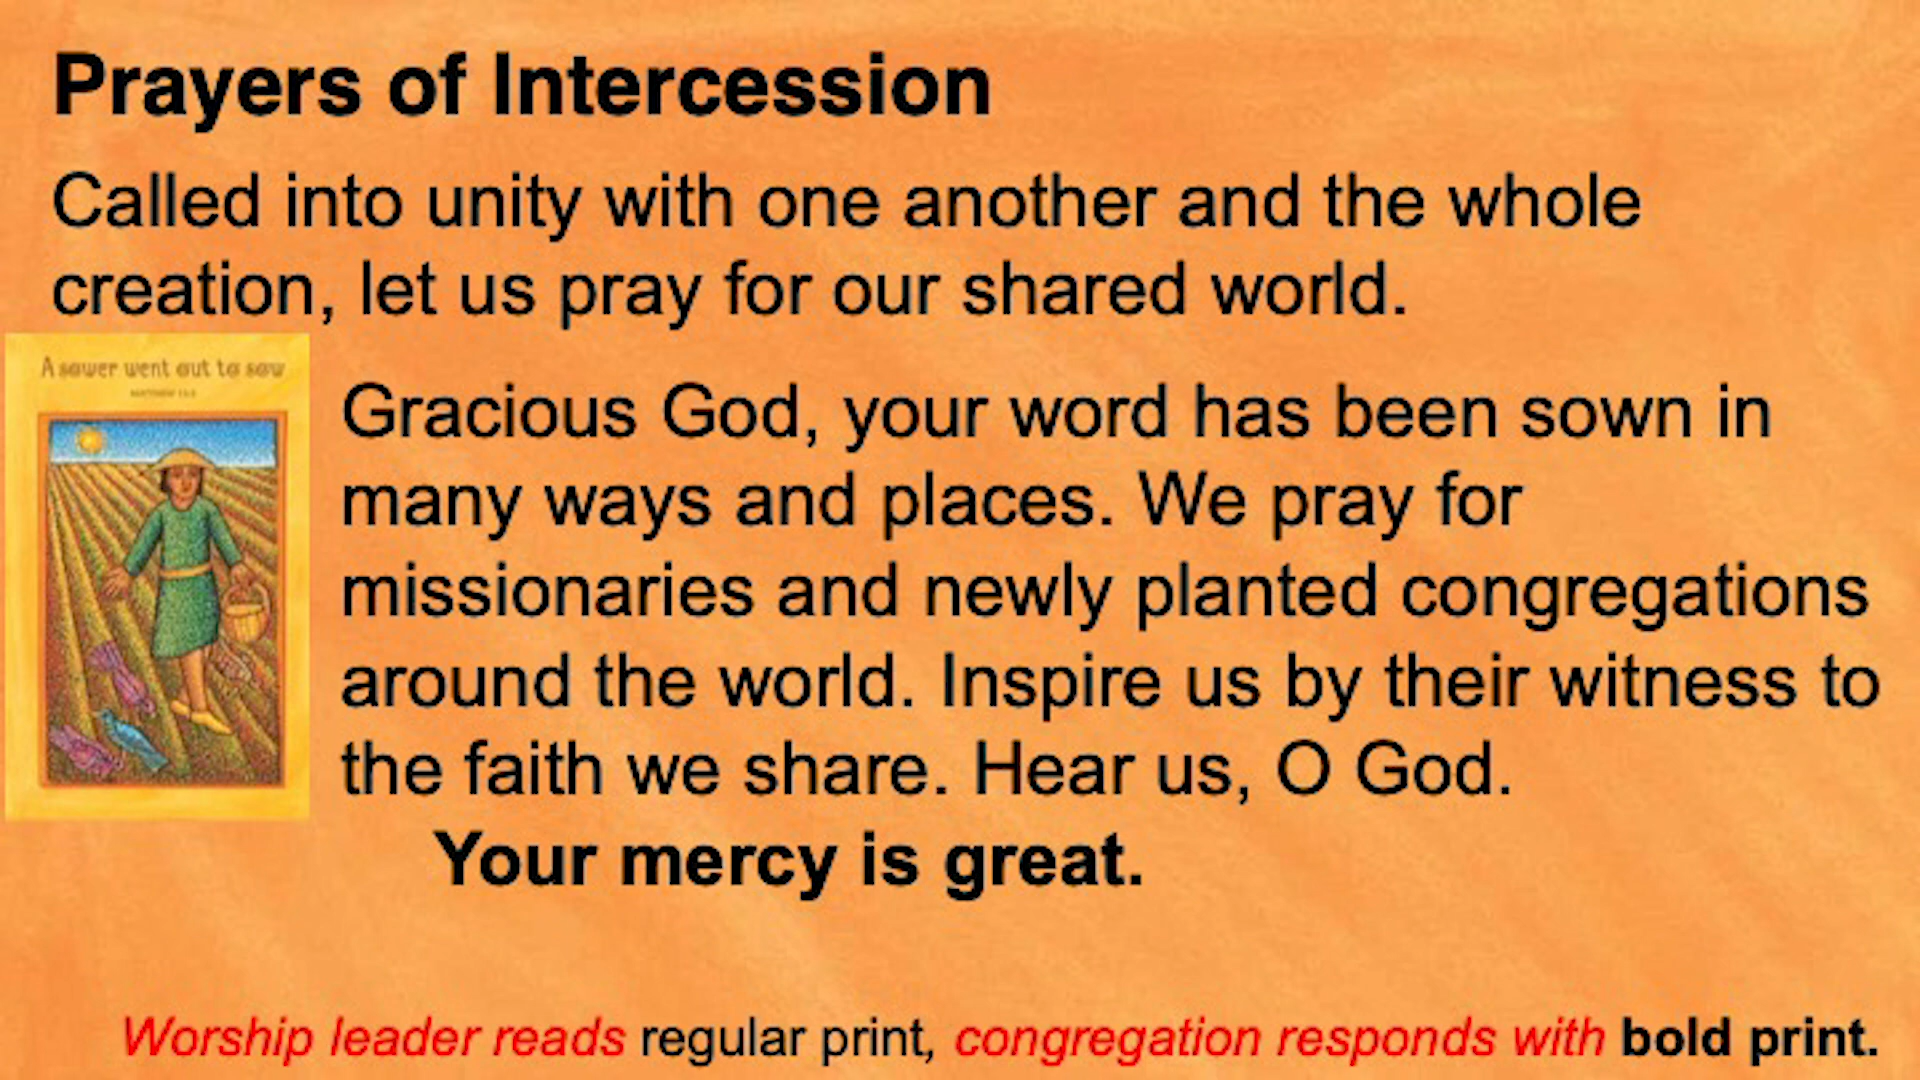 Prayers of Intercession
Called into unity with one another and the whole
creation, let us pray for our shared world.
A sower went out to sow
Gracious God, your word has been sown in
many ways and places. We pray for
missionaries and newly planted congregations
around the world. Inspire us by their witness to
the faith we share. Hear us, O God.
Your mercy is great.
Worship leader reads regular print, congregation responds with bold print.